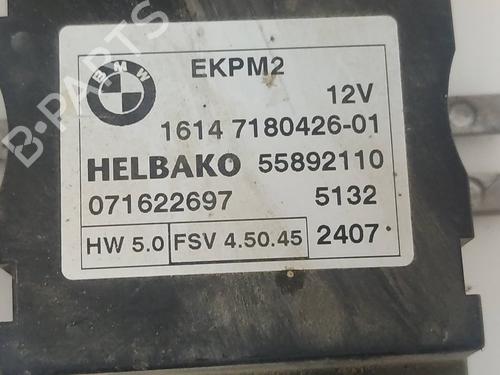 BMW
EKPM2
12V
1614 7180426-01
HELBAKO 55892110
071622697 5132
HW 5.0 FSV 4.50.45 2407
B-PARTS